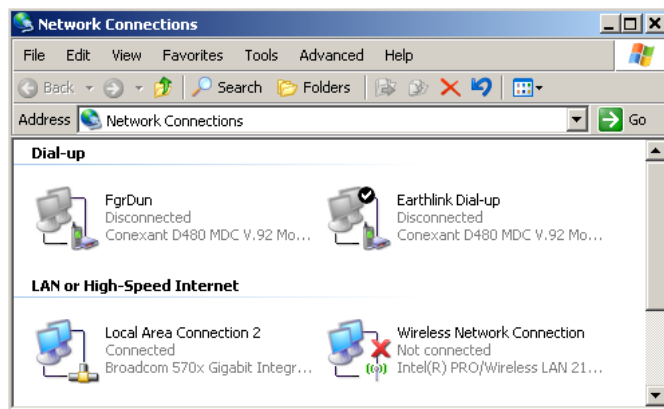 Network Connections
File Edit View Favorites Tools Advanced Help
Back Search Folders
Address Network Connections Go
Dial-up
FgrDun
Disconnected
Conexant D480 MDC V.92 Mo...
Earthlink Dial-up
Disconnected
Conexant D480 MDC V.92 Mo...
LAN or High-Speed Internet
Local Area Connection 2
Connected
Broadcom 570x Gigabit Integr...
Wireless Network Connection
Not connected
Intel(R) PRO/Wireless LAN 21...